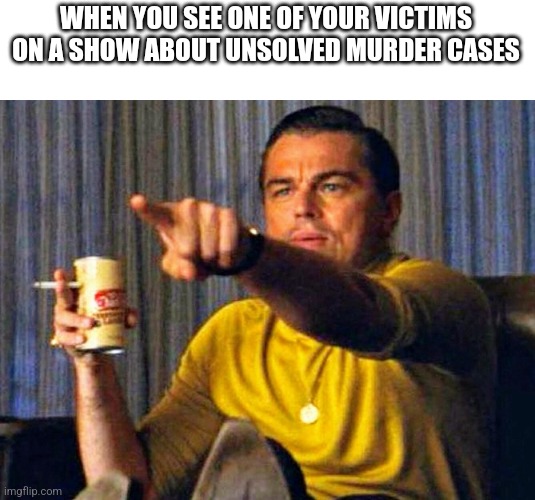 WHEN YOU SEE ONE OF YOUR VICTIMS
ON A SHOW ABOUT UNSOLVED MURDER CASES
imgflip.com